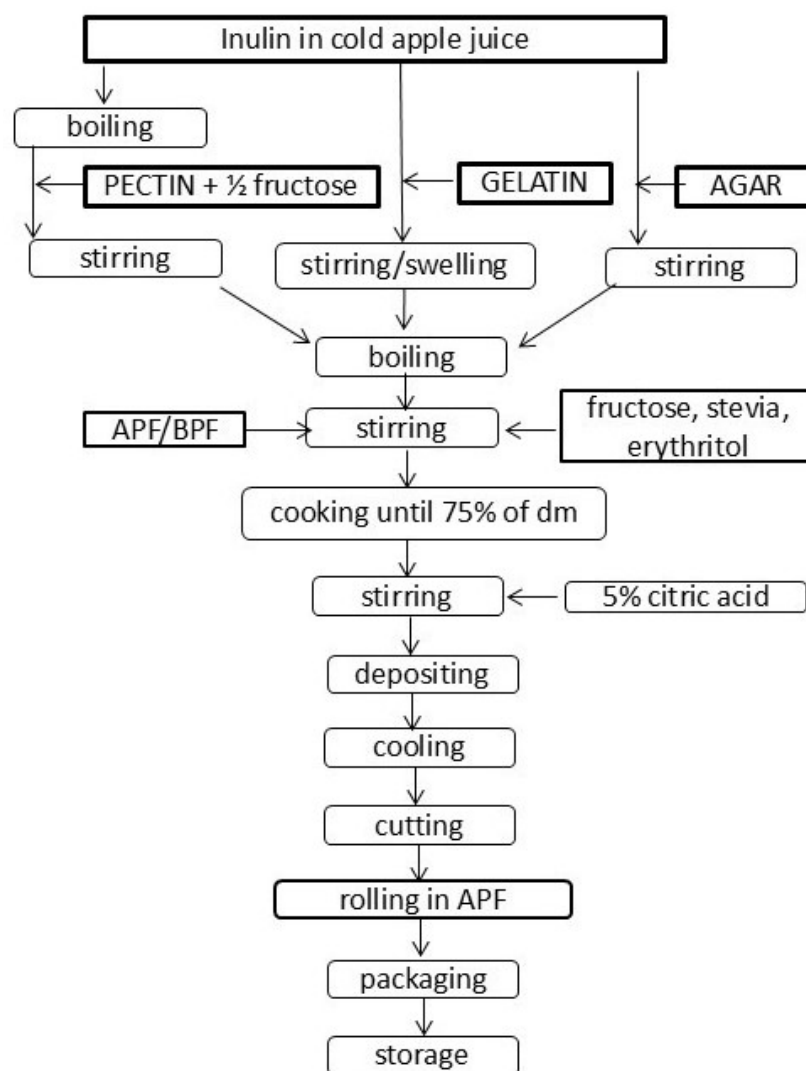 Inulin in cold apple juice
boiling
PECTIN + ½ fructose
GELATIN
AGAR
stirring
stirring/swelling
stirring
boiling
APF/BPF
stirring
fructose, stevia,
erythritol
cooking until 75% of dm
stirring
5% citric acid
depositing
cooling
cutting
rolling in APF
packaging
storage